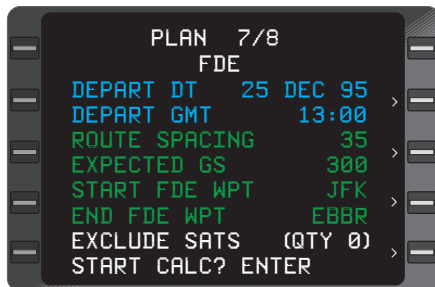 PLAN 7/8
FDE
DEPART DT 25 DEC 95
DEPART GMT 13:00 >
ROUTE SPACING 35
EXPECTED GS 300 >
START FDE WPT JFK
END FDE WPT EBBR >
EXCLUDE SATS (QTY 0)
START CALC? ENTER >